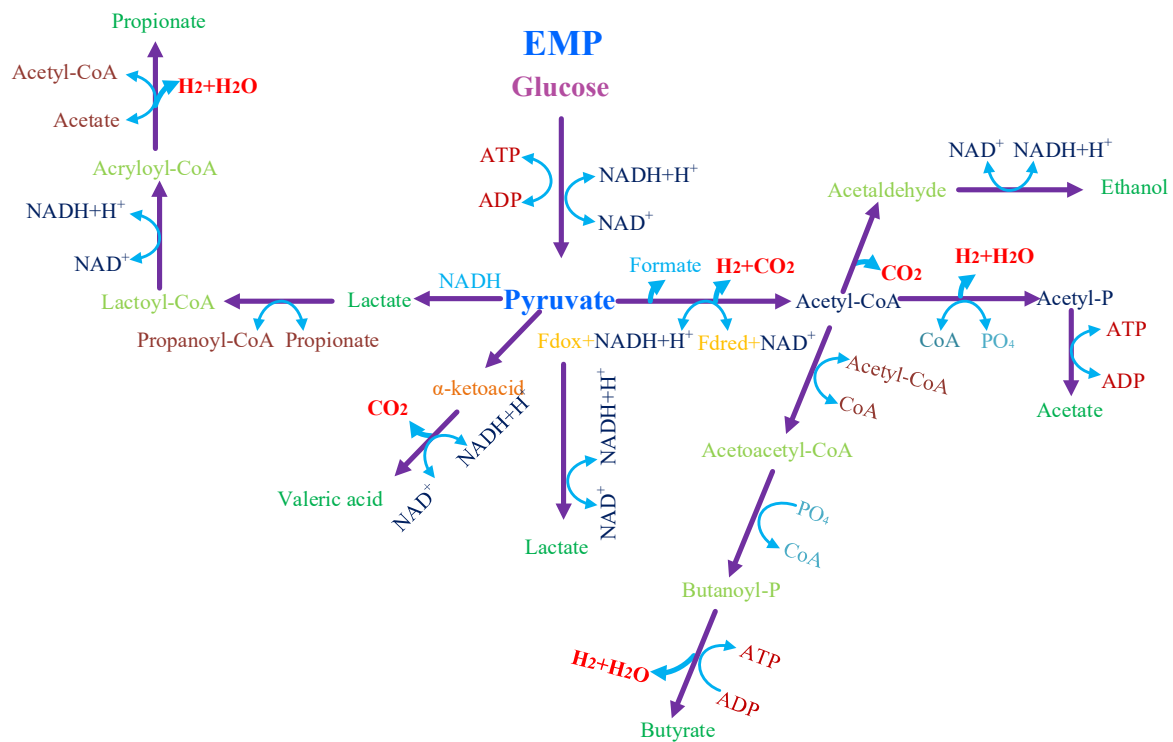 Propionate
EMP
Acetyl-CoA
H2+H2O
Glucose
Acetate
ATP
NADH+H+
ADP
NAD+
Acryloyl-CoA
NADH+H+
NAD+
NAD+ NADH+H+
Acetaldehyde
Ethanol
Lactoyl-CoA
Lactate
NADH
Pyruvate
Formate
H2+CO2
CO2
H2+H2O
Acetyl-CoA
Acetyl-P
Propanoyl-CoA Propionate
Fdox+NADH+H+ Fdred+NAD+
CoA PO4
ATP
ADP
Acetate
α-ketoacid
CO2
NADH+H
NAD+
Valeric acid
NADH+H+
NAD+
Lactate
Acetyl-CoA
CoA
Acetoacetyl-CoA
PO4
CoA
Butanoyl-P
H2+H2O
ATP
ADP
Butyrate